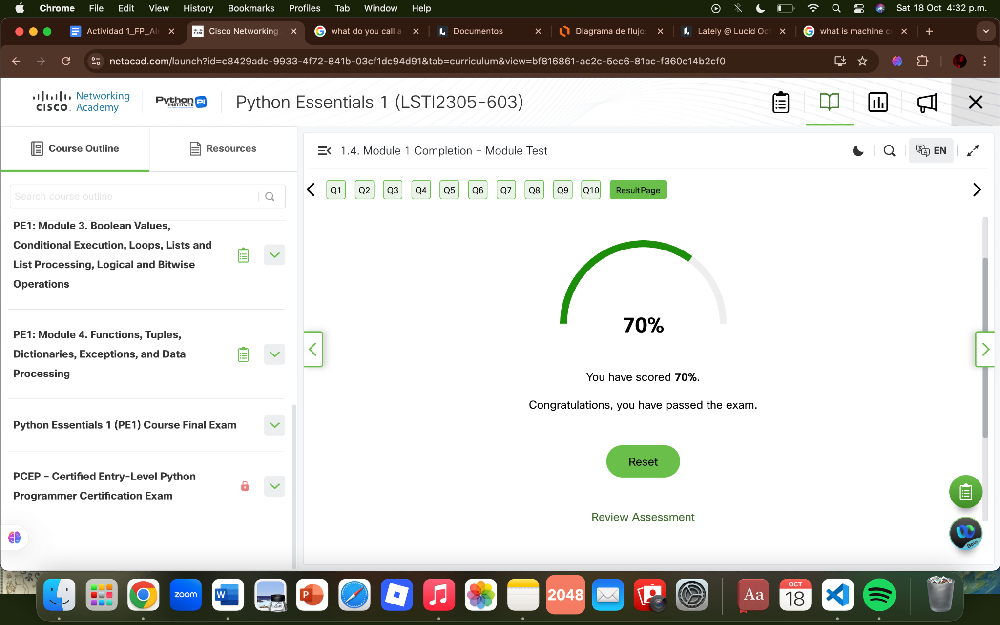 Chrome File Edit View History Bookmarks Profiles Tab Window Help
Sat 18 Oct 4:32 p.m.
Actividad 1_FP_Ale
Cisco Networking
what do you call a
Documentos
Diagrama de flujo:
Lately @ Lucid Oct
what is machine co
netacad.com/launch?id=c8429adc-9933-4f72-841b-03cf1dc94d91&tab=curriculum&view=bf816861-ac2c-5ec6-81ac-f360e14b2cf0
CISCO Networking Academy
Python INSTITUTE PI
Python Essentials 1 (LSTI2305-603)
Course Outline
Resources
Search course outline
PE1: Module 3. Boolean Values,
Conditional Execution, Loops, Lists and
List Processing, Logical and Bitwise
Operations
PE1: Module 4. Functions, Tuples,
Dictionaries, Exceptions, and Data
Processing
Python Essentials 1 (PE1) Course Final Exam
PCEP – Certified Entry-Level Python
Programmer Certification Exam
1.4. Module 1 Completion – Module Test
EN
Q1 Q2 Q3 Q4 Q5 Q6 Q7 Q8 Q9 Q10 Result Page
70%
You have scored 70%.
Congratulations, you have passed the exam.
Reset
Review Assessment
Beta
zoom
W
P
2048
Aa
OCT
18